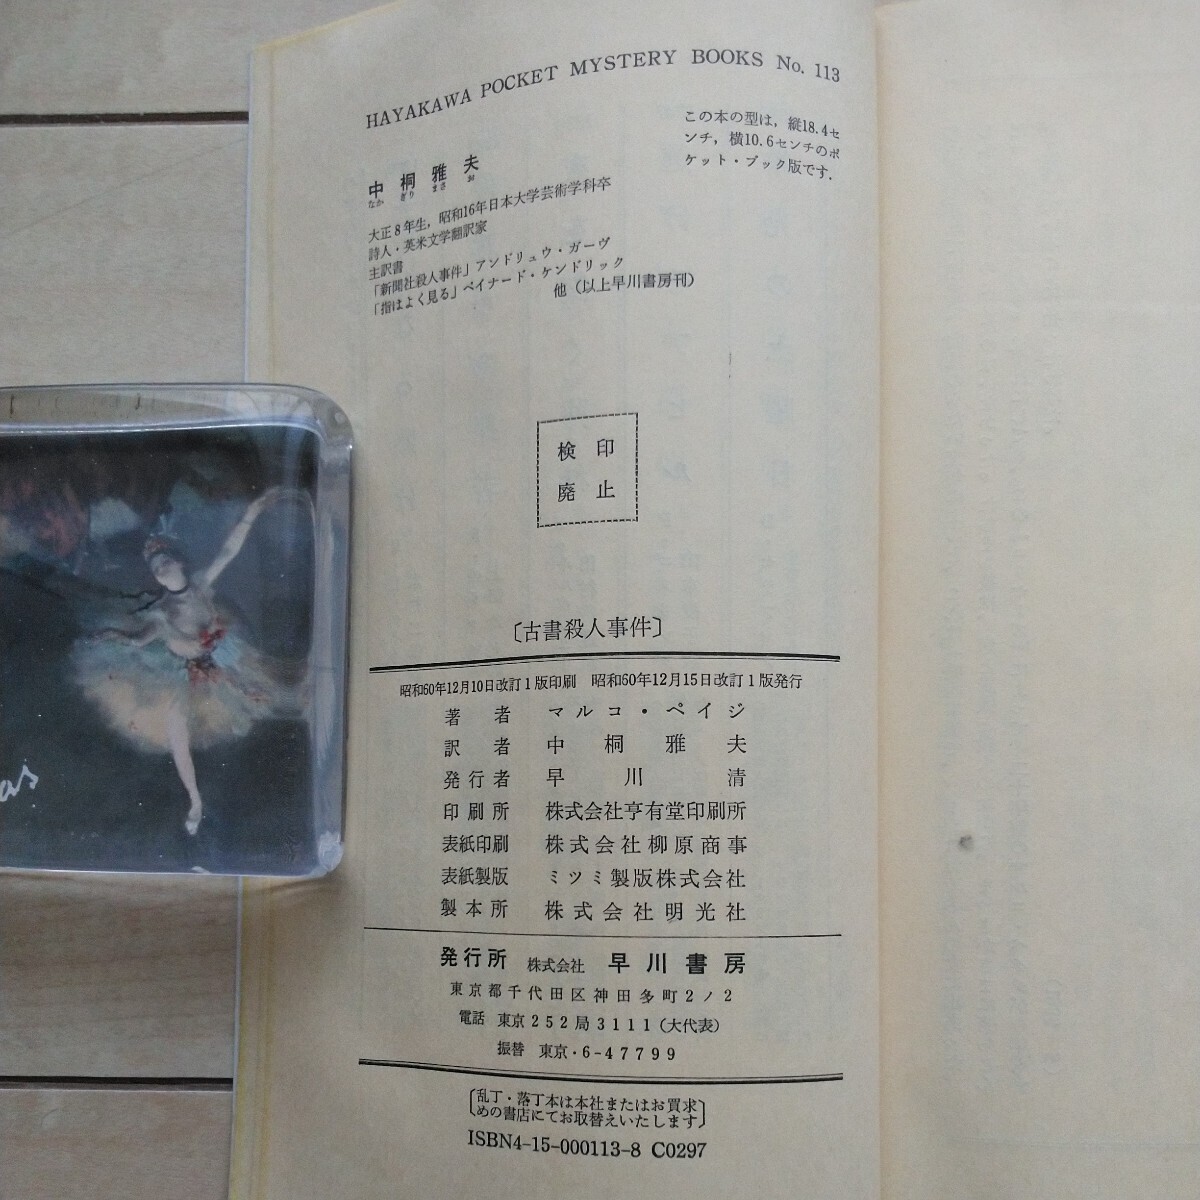 HAYAKAWA POCKET MYSTERY BOOKS No. 113
この本の型は，縦18.4セ
ンチ，横10.6センチのポ
ケット・ブック版です．
中桐雅夫
なか ぎり まさ お
大正8年生，昭和16年日本大学芸術学科卒
詩人・英米文学翻訳家
主訳書
「新聞社殺人事件」アンドリュウ・ガーヴ
「指はよく見る」ベイナード・ケンドリック
他（以上早川書房刊）
検印
廃止
〔古書殺人事件〕
昭和60年12月10日改訂1版印刷 昭和60年12月15日改訂1版発行
著者 マルコ・ペイジ
訳者 中桐雅夫
発行者 早川清
印刷所 株式会社亨有堂印刷所
表紙印刷 株式会社柳原商事
表紙製版 ミツミ製版株式会社
製本所 株式会社明光社
発行所 株式会社 早川書房
東京都千代田区神田多町2ノ2
電話 東京252局3111（大代表）
振替 東京・6-47799
〔乱丁・落丁本は本社またはお買求
めの書店にてお取替えいたします〕
ISBN4-15-000113-8 C0297
as